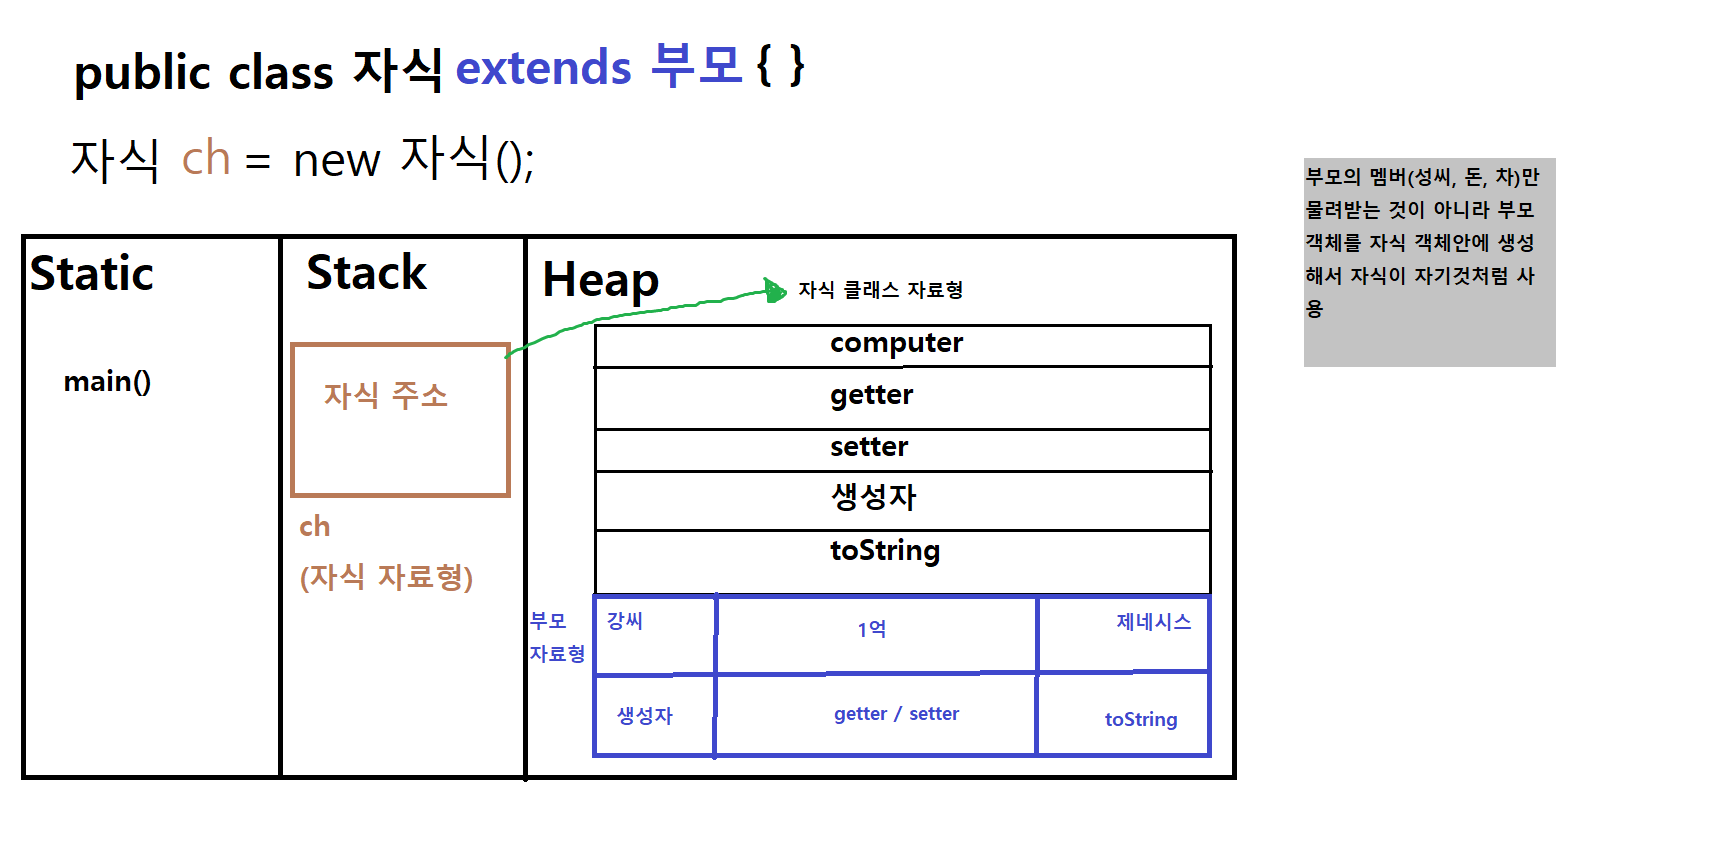 public class 자식 extends 부모 { }
자식 ch = new 자식();
부모의 멤버(성씨, 돈, 차)만
물려받는 것이 아니라 부모
객체를 자식 객체안에 생성
해서 자식이 자기것처럼 사
용
Static
main()
Stack
자식 주소
ch
(자식 자료형)
Heap
자식 클래스 자료형
computer
getter
setter
생성자
toString
부모
자료형
강씨
1억
제네시스
생성자
getter / setter
toString